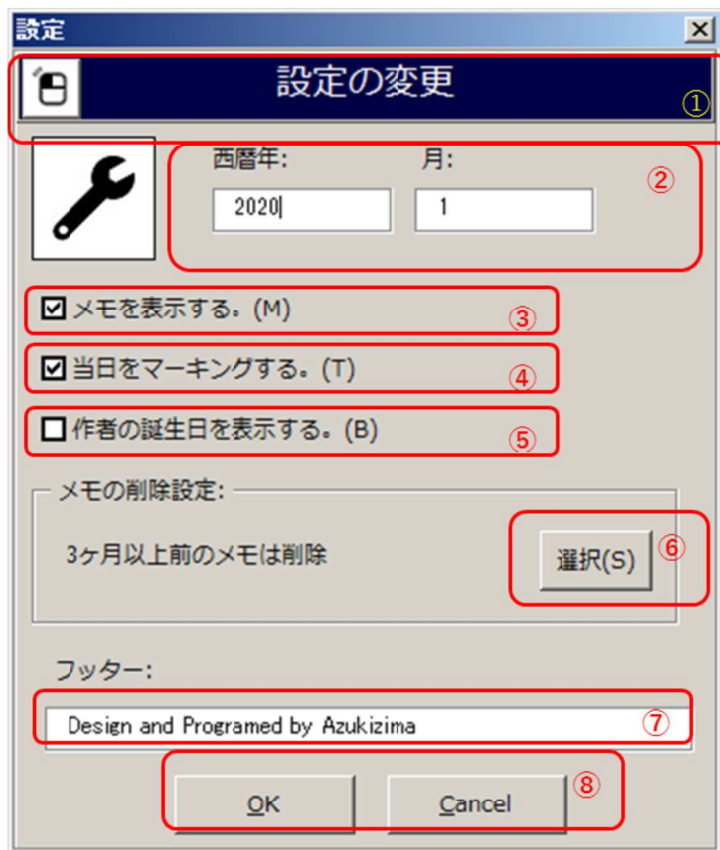 設定
設定の変更
①
西暦年: 月:
②
2020 1
メモを表示する。(M)
③
当日をマーキングする。(T)
④
作者の誕生日を表示する。(B)
⑤
メモの削除設定:
3ヶ月以上前のメモは削除
選択(S)
⑥
フッター:
Design and Programed by Azukizima
⑦
OK Cancel
⑧